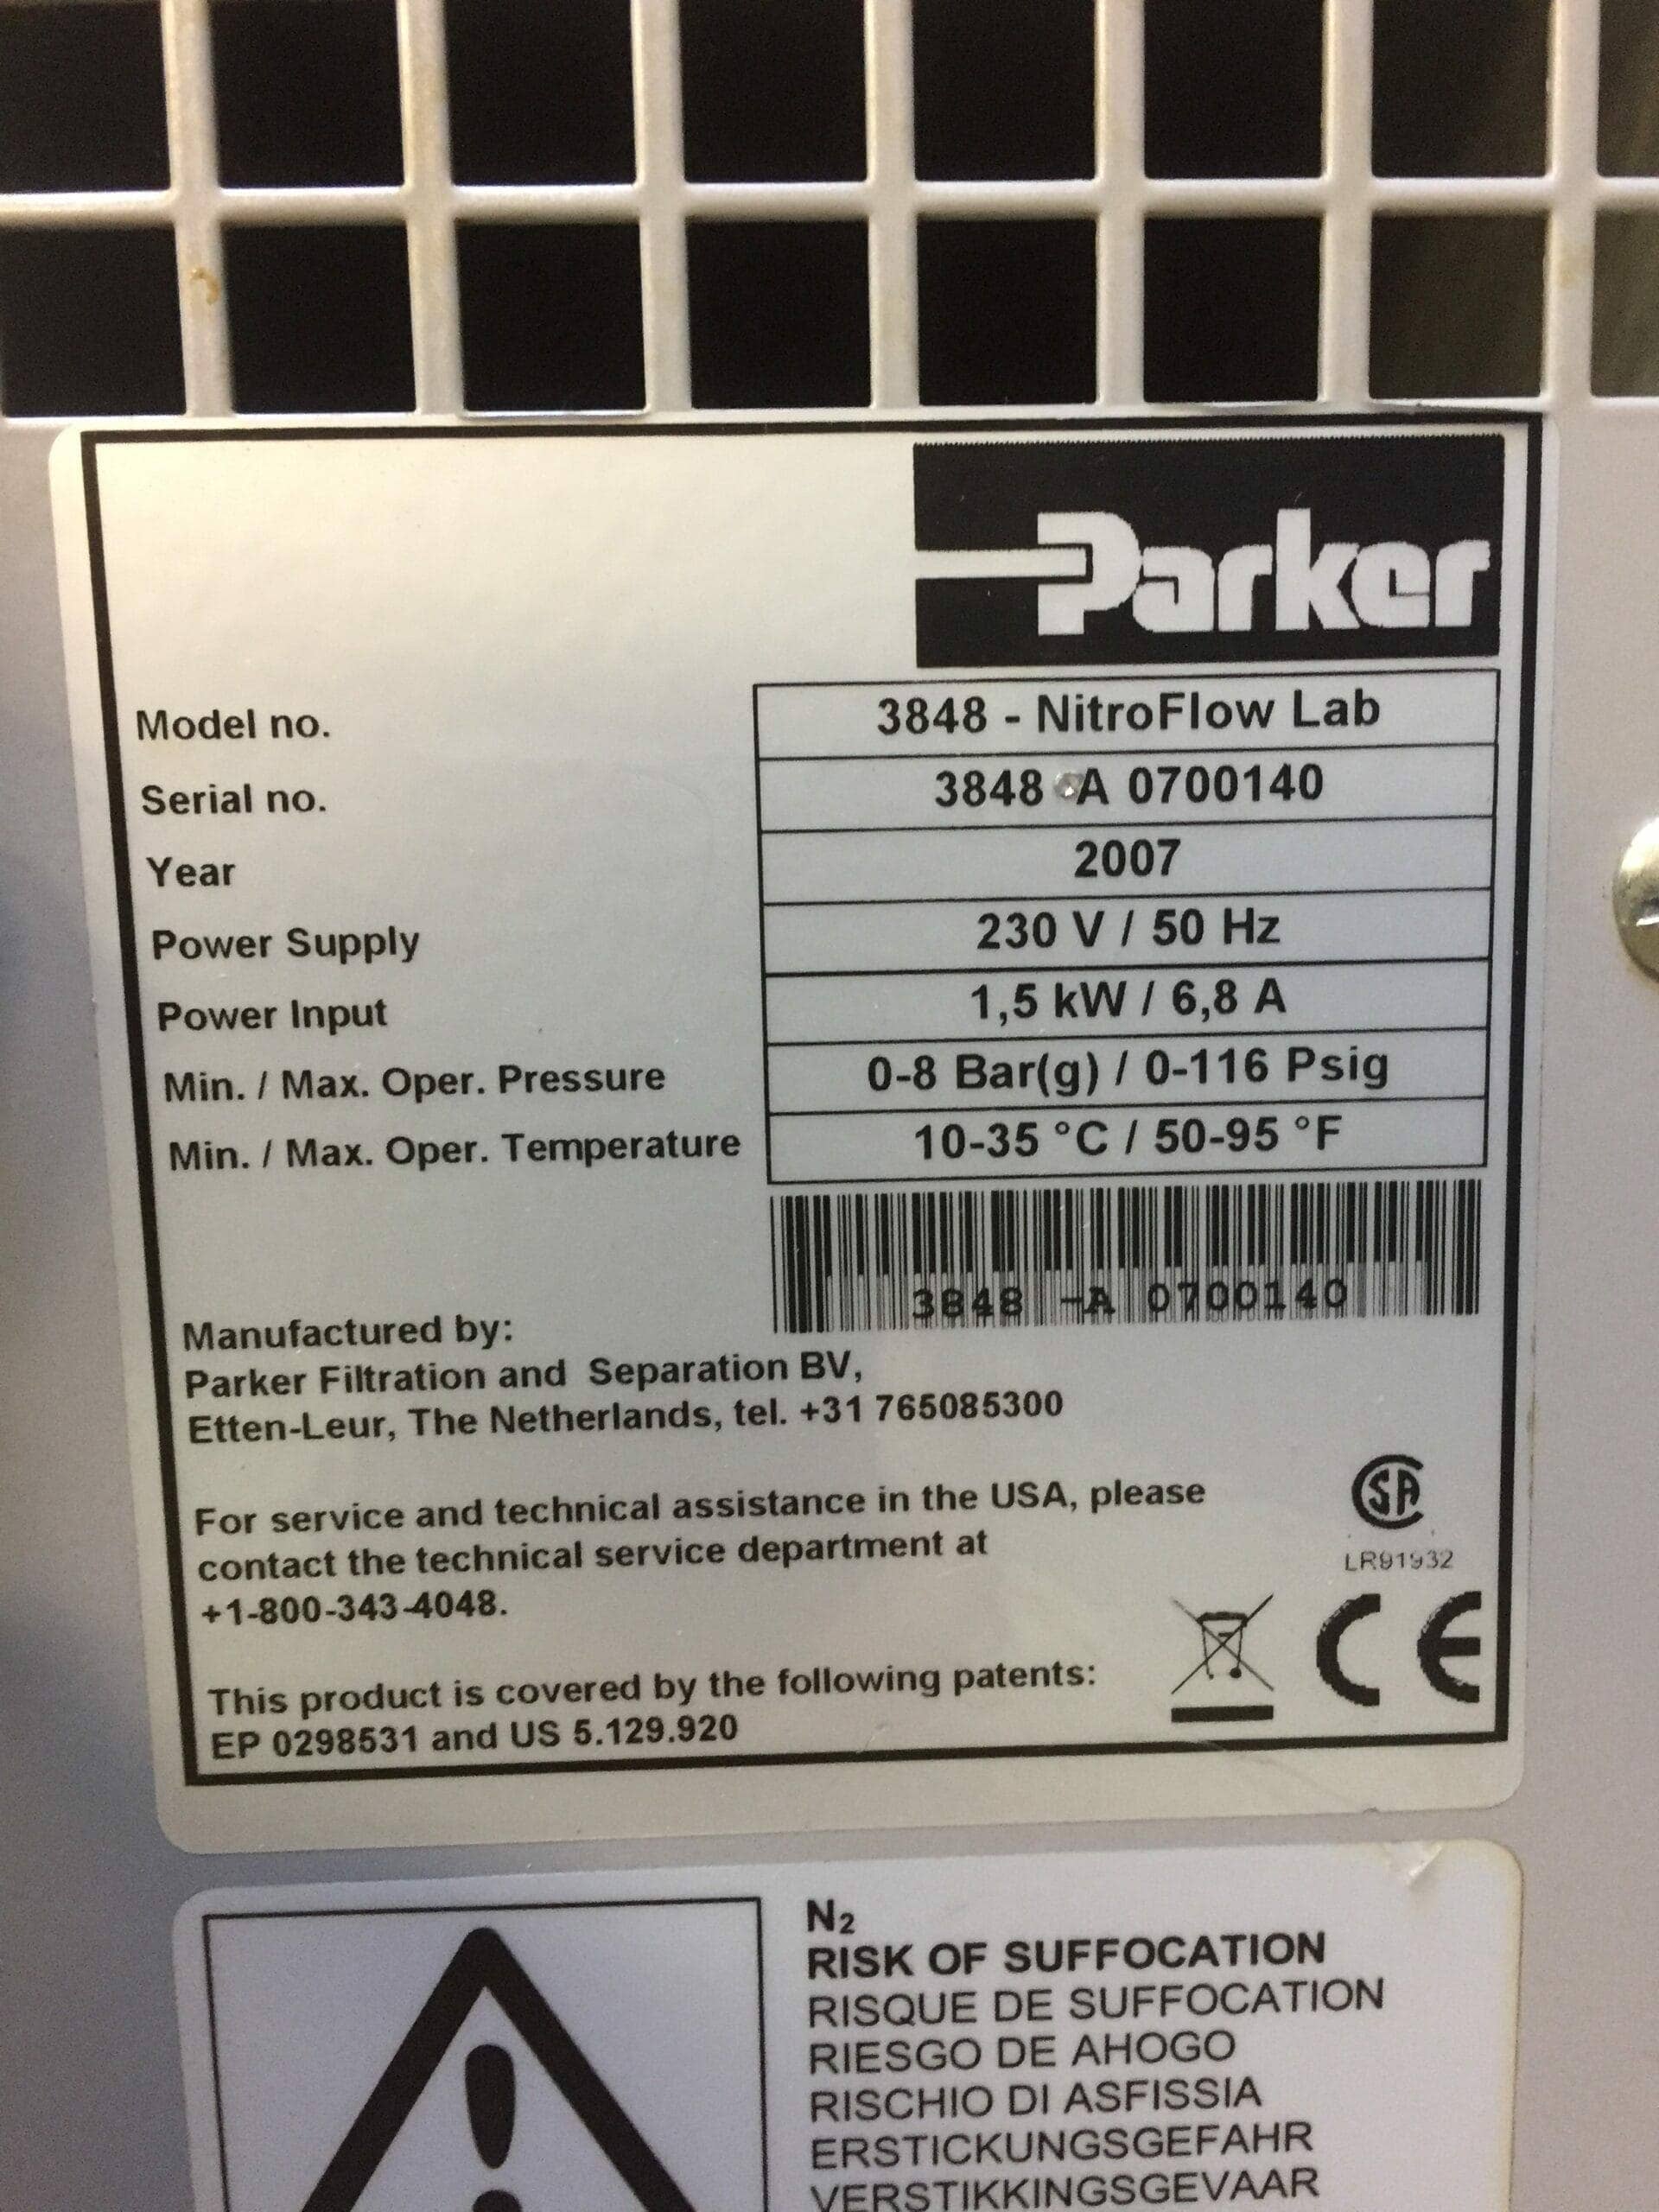 Parker
Model no. 3848 - NitroFlow Lab
Serial no. 3848 A 0700140
Year 2007
Power Supply 230 V / 50 Hz
Power Input 1,5 kW / 6,8 A
Min. / Max. Oper. Pressure 0-8 Bar(g) / 0-116 Psig
Min. / Max. Oper. Temperature 10-35 °C / 50-95 °F
3848 -A 0700140
Manufactured by:
Parker Filtration and Separation BV,
Etten-Leur, The Netherlands, tel. +31 765085300
For service and technical assistance in the USA, please
contact the technical service department at
+1-800-343-4048.
SA
LR91932
CE
This product is covered by the following patents:
EP 0298531 and US 5.129.920
N₂
RISK OF SUFFOCATION
RISQUE DE SUFFOCATION
RIESGO DE AHOGO
RISCHIO DI ASFISSIA
ERSTICKUNGSGEFAHR
VERSTIKKINGSGEVAAR